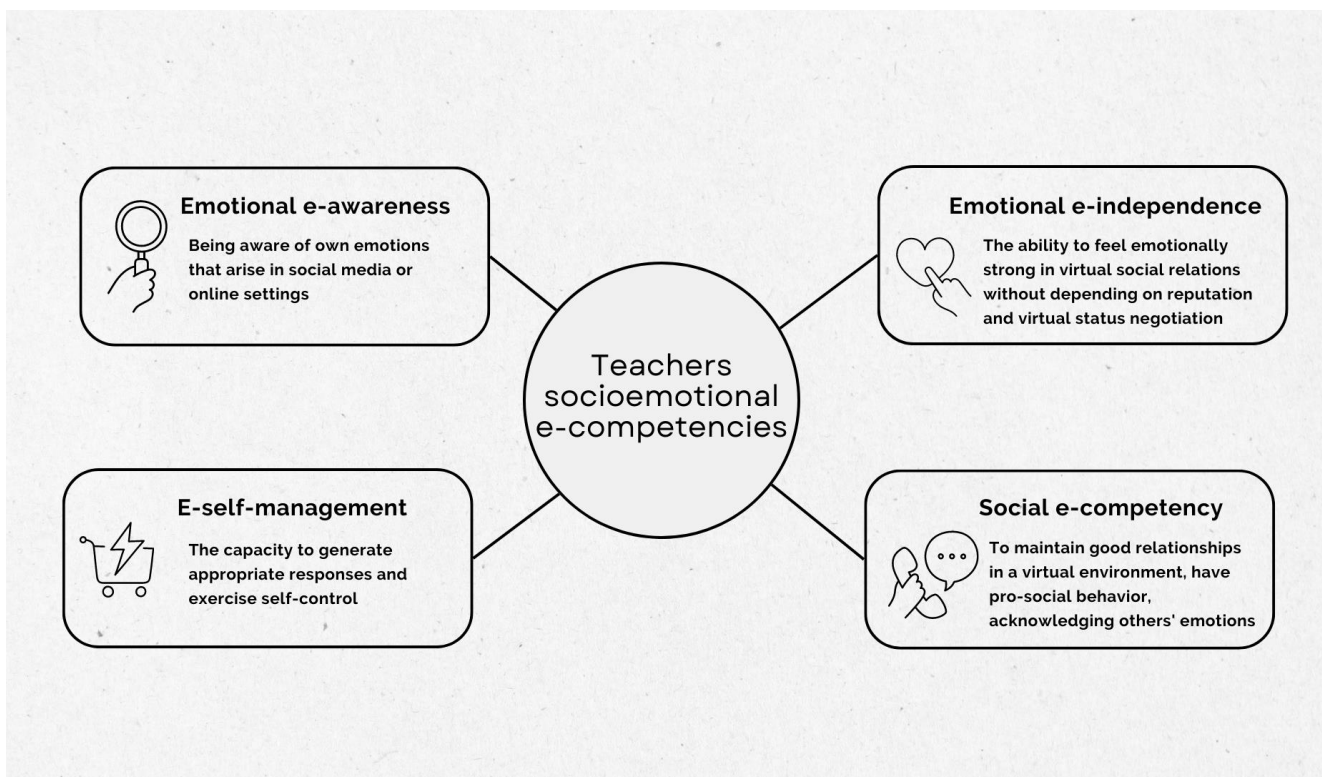 Emotional e-awareness
Being aware of own emotions
that arise in social media or
online settings
Emotional e-independence
The ability to feel emotionally
strong in virtual social relations
without depending on reputation
and virtual status negotiation
Teachers
socioemotional
e-competencies
E-self-management
The capacity to generate
appropriate responses and
exercise self-control
Social e-competency
To maintain good relationships
in a virtual environment, have
pro-social behavior,
acknowledging others' emotions